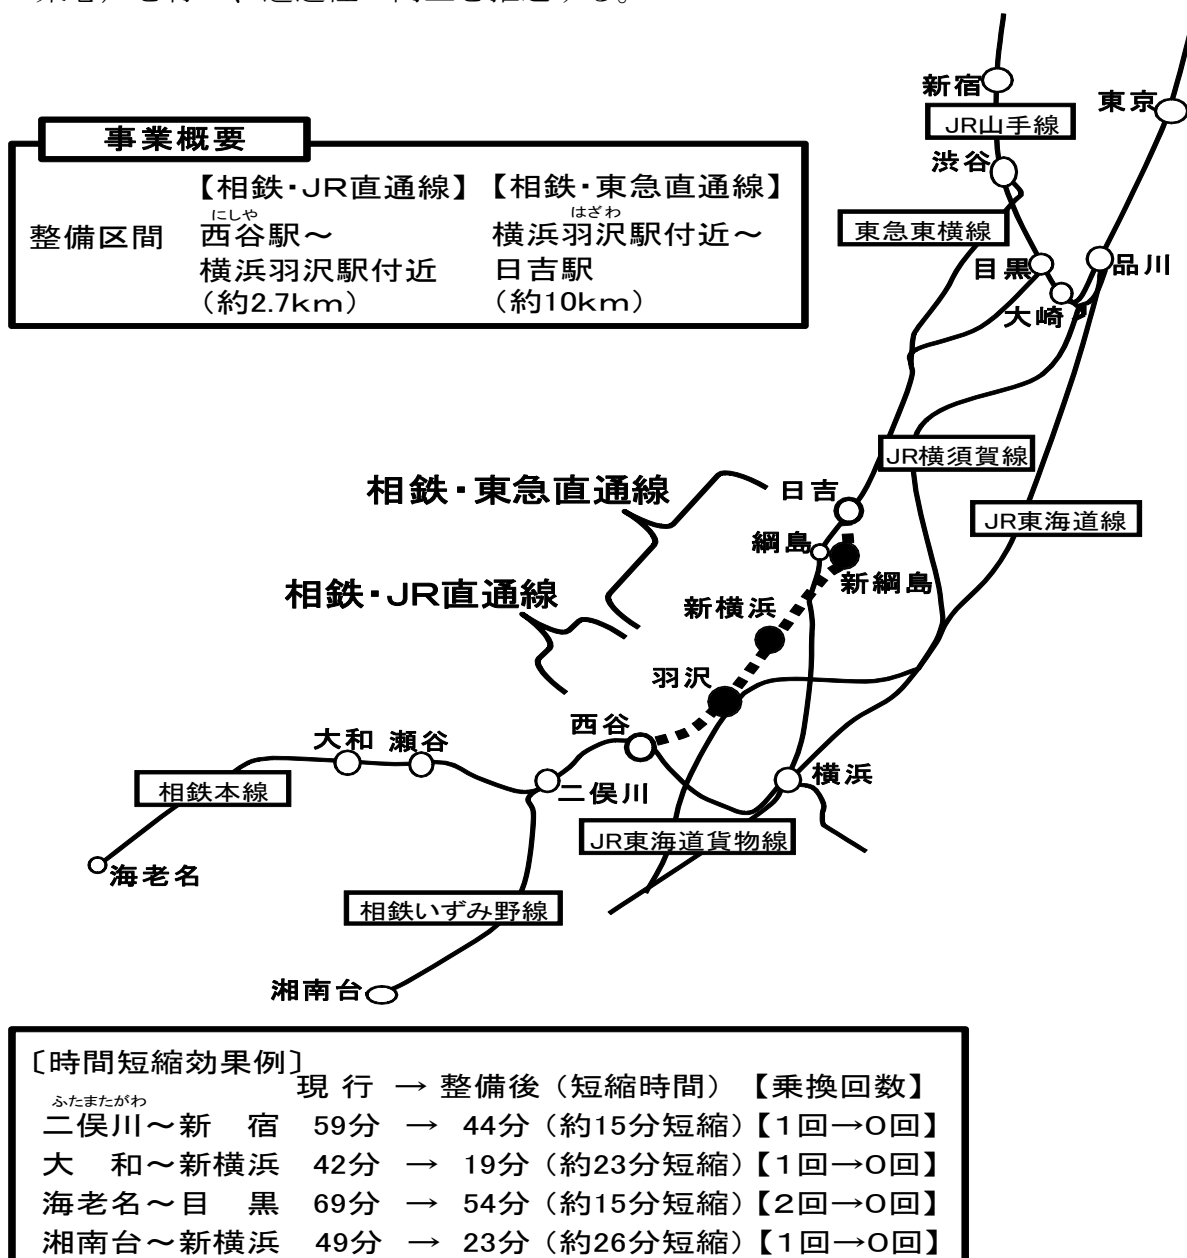 新宿
東京
JR山手線
事業概要
渋谷
【相鉄・JR直通線】【相鉄・東急直通線】
にしや はざわ
整備区間 西谷駅～ 横浜羽沢駅付近～
横浜羽沢駅付近 日吉駅
(約2.7km) (約10km)
東急東横線
目黒
品川
大崎
JR横須賀線
相鉄・東急直通線
日吉
JR東海道線
綱島
新綱島
相鉄・JR直通線
新横浜
羽沢
西谷
大和 瀬谷
横浜
相鉄本線
二俣川
JR東海道貨物線
海老名
相鉄いずみ野線
湘南台
〔時間短縮効果例〕
現行 → 整備後(短縮時間) 【乗換回数】
ふたまたがわ
二俣川～新 宿 59分 → 44分(約15分短縮)【1回→0回】
大 和～新横浜 42分 → 19分(約23分短縮)【1回→0回】
海老名～目 黒 69分 → 54分(約15分短縮)【2回→0回】
湘南台～新横浜 49分 → 23分(約26分短縮)【1回→0回】